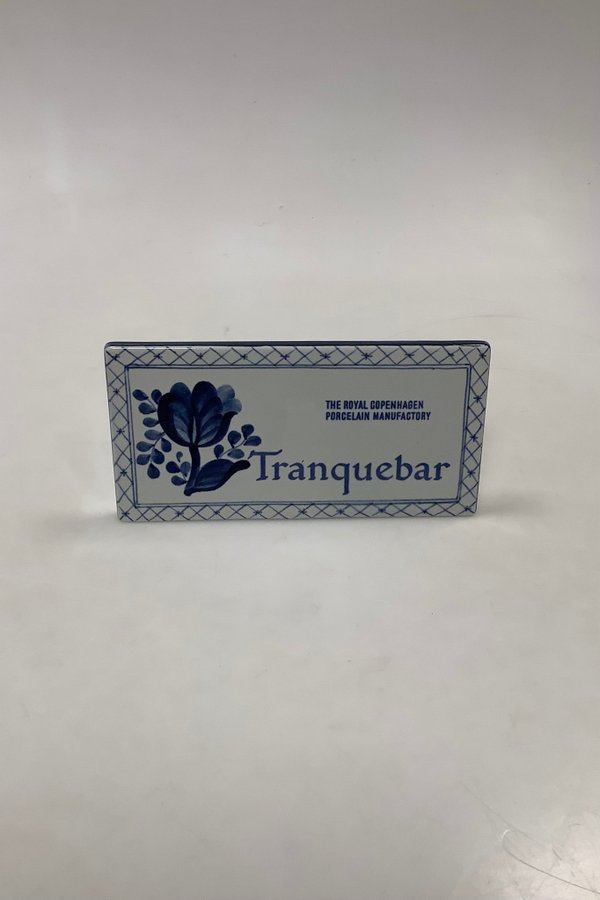 THE ROYAL COPENHAGEN
PORCELAIN MANUFACTORY
Tranquebar